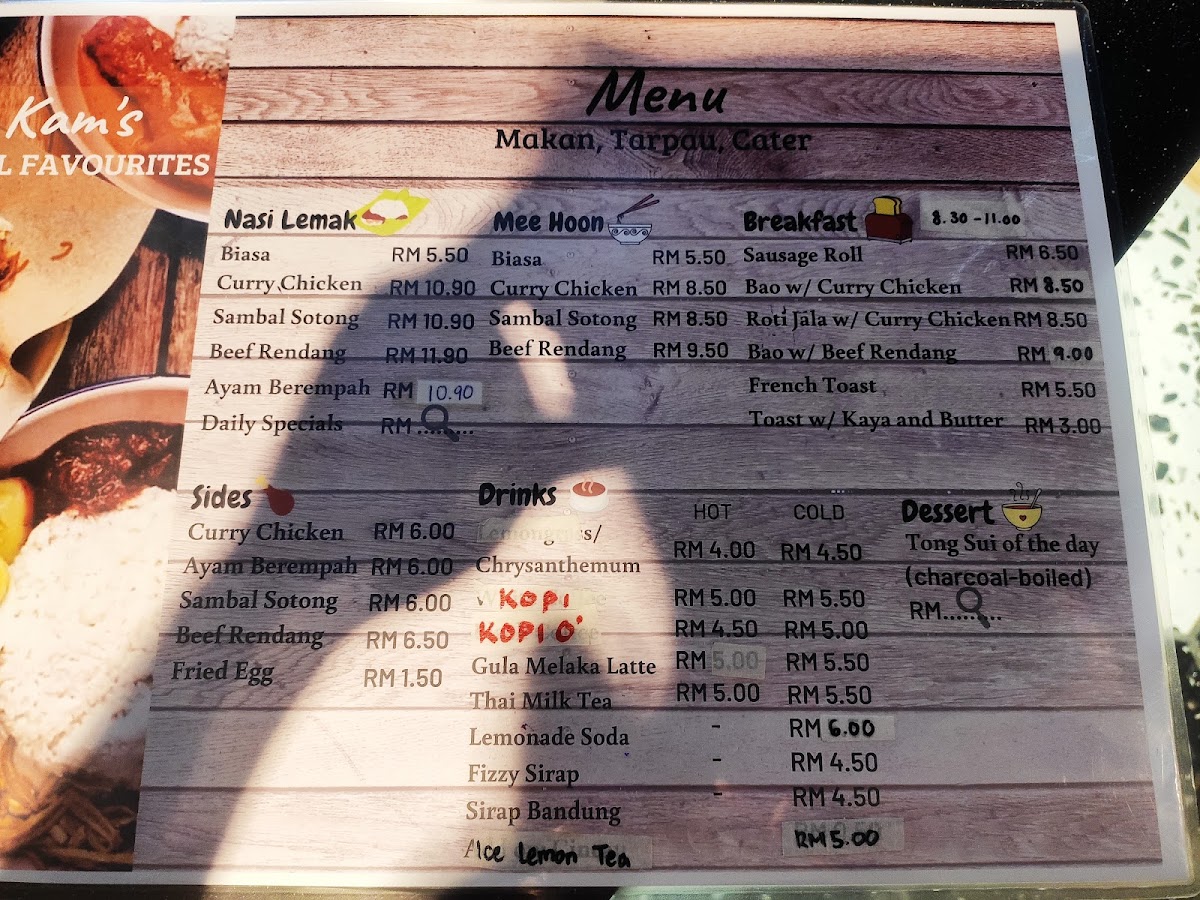 Kam's
L FAVOURITES
Menu
Makan, Tarpau, Cater
Nasi Lemak
Biasa RM 5.50
Curry Chicken RM 10.90
Sambal Sotong RM 10.90
Beef Rendang RM 11.90
Ayam Berempah RM 10.90
Daily Specials RM .........
Mee Hoon
Biasa RM 5.50
Curry Chicken RM 8.50
Sambal Sotong RM 8.50
Beef Rendang RM 9.50
Breakfast 8.30 - 11.00
Sausage Roll RM 6.50
Bao w/ Curry Chicken RM 8.50
Roti Jala w/ Curry Chicken RM 8.50
Bao w/ Beef Rendang RM 9.00
French Toast RM 5.50
Toast w/ Kaya and Butter RM 3.00
Sides
Curry Chicken RM 6.00
Ayam Berempah RM 6.00
Sambal Sotong RM 6.00
Beef Rendang RM 6.50
Fried Egg RM 1.50
Drinks HOT COLD
Lemongrass/
Chrysanthemum RM 4.00 RM 4.50
KOPI RM 5.00 RM 5.50
KOPI O' RM 4.50 RM 5.00
Gula Melaka Latte RM 5.00 RM 5.50
Thai Milk Tea RM 5.00 RM 5.50
Lemonade Soda - RM 6.00
Fizzy Sirap - RM 4.50
Sirap Bandung - RM 4.50
Ice Lemon Tea RM 5.00
Dessert
Tong Sui of the day
(charcoal-boiled)
RM.........